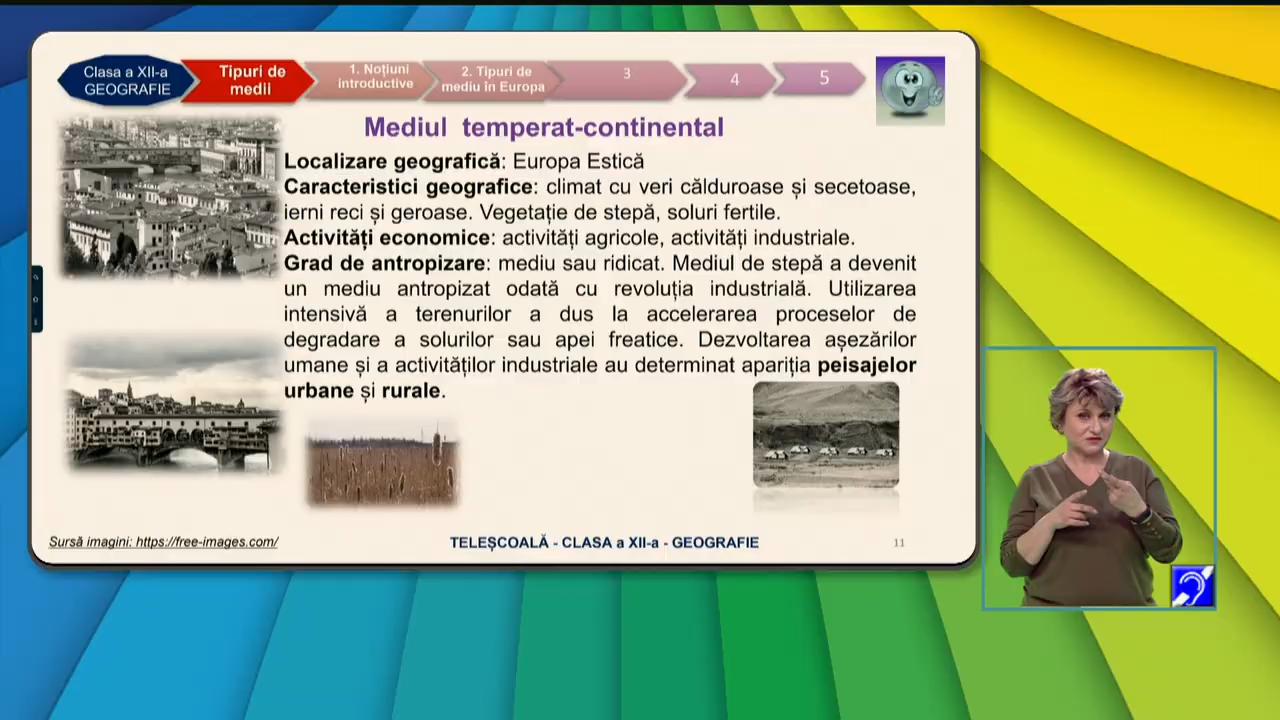 Clasa a XII-a
GEOGRAFIE
Tipuri de
medii
1. Noțiuni
introductive
2. Tipuri de
mediu în Europa
3
4
5
Mediul temperat-continental
Localizare geografică: Europa Estică
Caracteristici geografice: climat cu veri călduroase și secetoase,
ierni reci și geroase. Vegetație de stepă, soluri fertile.
Activități economice: activități agricole, activități industriale.
Grad de antropizare: mediu sau ridicat. Mediul de stepă a devenit
un mediu antropizat odată cu revoluția industrială. Utilizarea
intensivă a terenurilor a dus la accelerarea proceselor de
degradare a solurilor sau apei freatice. Dezvoltarea așezărilor
umane și a activităților industriale au determinat apariția peisajelor
urbane și rurale.
Sursă imagini: https://free-images.com/
TELEȘCOALĂ - CLASA a XII-a - GEOGRAFIE
11